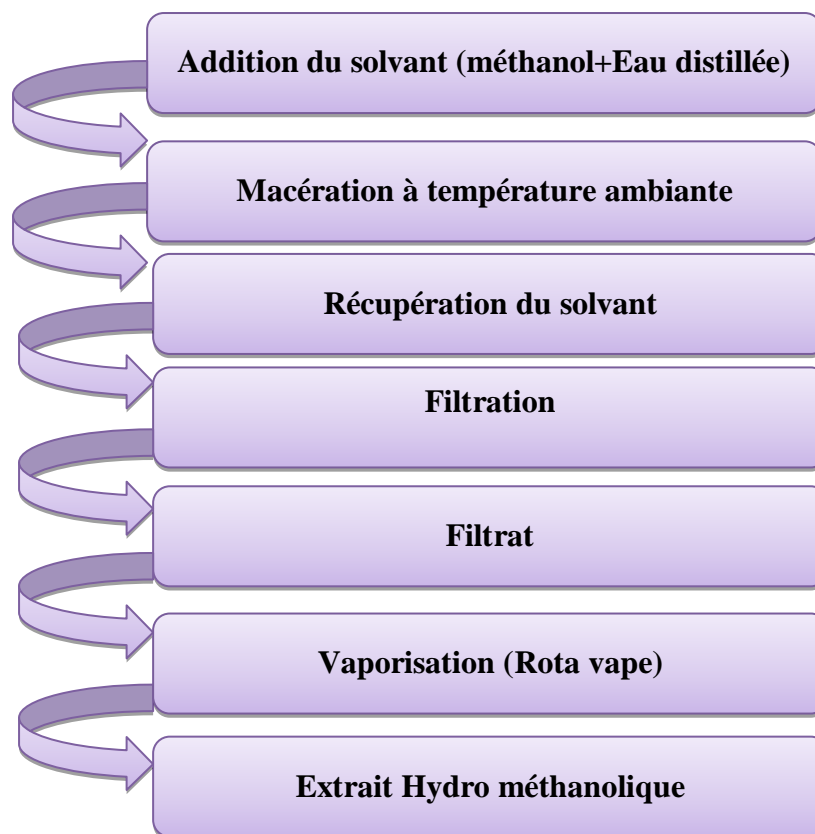 Addition du solvant (méthanol+Eau distillée)
Macération à température ambiante
Récupération du solvant
Filtration
Filtrat
Vaporisation (Rota vape)
Extrait Hydro méthanolique